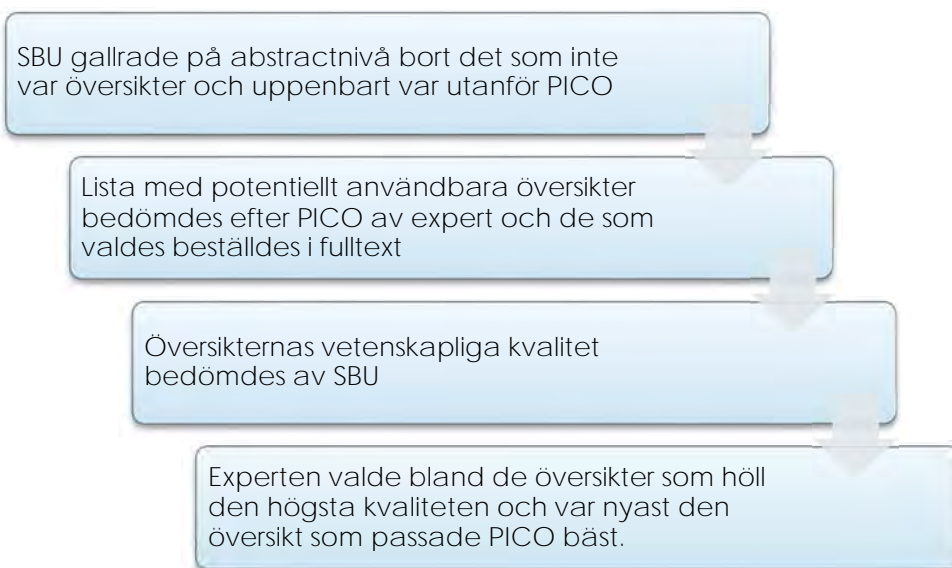 SBU gallrade på abstractnivå bort det som inte
var översikter och uppenbart var utanför PICO
Lista med potentiellt användbara översikter
bedömdes efter PICO av expert och de som
valdes beställdes i fulltext
Översikternas vetenskapliga kvalitet
bedömdes av SBU
Experten valde bland de översikter som höll
den högsta kvaliteten och var nyast den
översikt som passade PICO bäst.